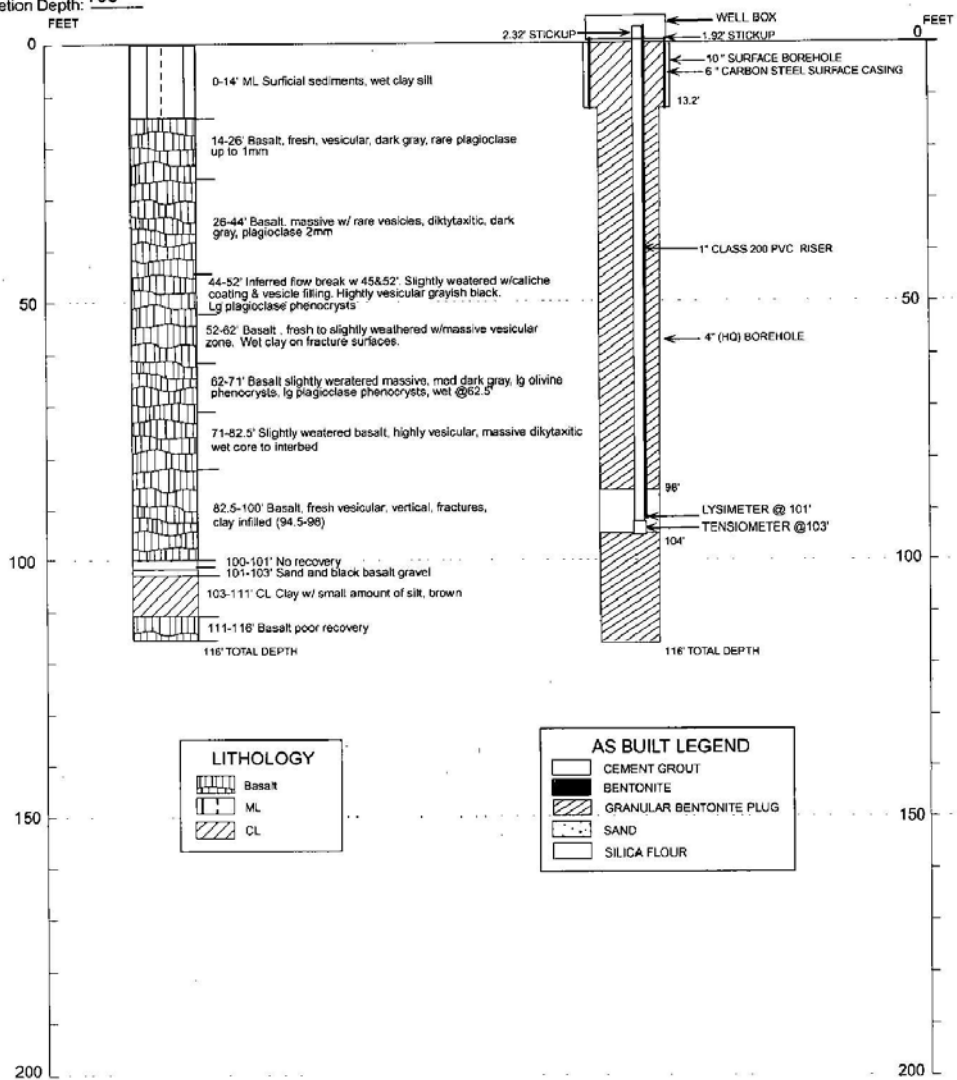 etion Depth:
FEET
0
50
100
150
200
0-14' ML Surficial sediments, wet clay silt
14-26' Basalt, fresh, vesicular, dark gray, rare plagioclase
up to 1mm
26-44' Basalt, massive w/ rare vesicles, diktytaxitic, dark
gray, plagioclase 2mm
44-52' Inferred flow break w 45&52'. Slightly weatered w/caliche
coating & vesicle filling. Hightly vesicular grayish black.
Lg plagioclase phenocrysts
52-62' Basalt , fresh to slightly weathered w/massive vesicular
zone. Wet clay on fracture surfaces.
62-71' Basalt slightly weratered massive, med dark gray, lg olivine
phenocrysts, lg plagioclase phenocrysts, wet @62.5'
71-82.5' Slightly weatered basalt, highly vesicular, massive dikytaxitic
wet core to interbed
82.5-100' Basalt, fresh vesicular, vertical, fractures,
clay infilled (94.5-96)
100-101' No recovery
101-103' Sand and black basalt gravel
103-111' CL Clay w/ small amount of silt, brown
111-116' Basalt poor recovery
116' TOTAL DEPTH
LITHOLOGY
Basalt
ML
CL
2.32' STICKUP
WELL BOX
1.92' STICKUP
10" SURFACE BOREHOLE
6" CARBON STEEL SURFACE CASING
13.2'
1" CLASS 200 PVC RISER
4" (HQ) BOREHOLE
96'
LYSIMETER @ 101'
TENSIOMETER @103'
104'
116' TOTAL DEPTH
FEET
0
50
100
150
200
AS BUILT LEGEND
CEMENT GROUT
BENTONITE
GRANULAR BENTONITE PLUG
SAND
SILICA FLOUR